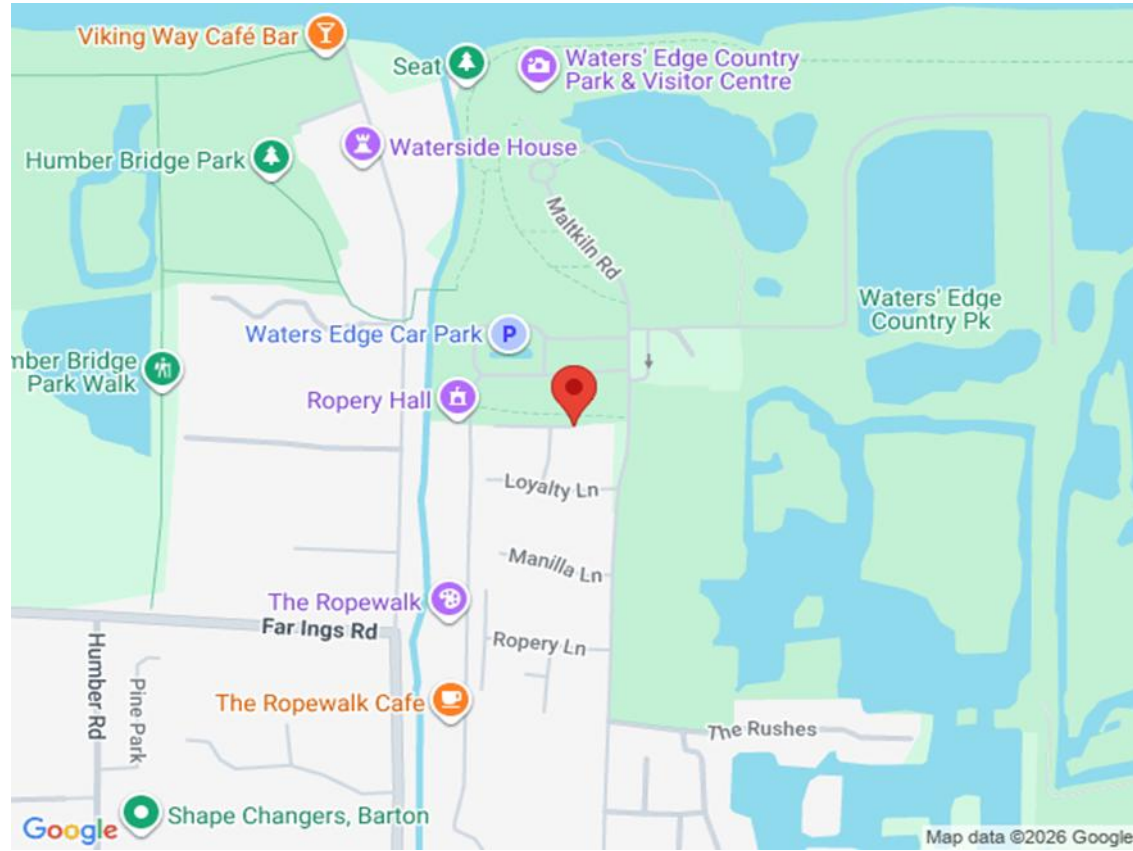 Viking Way Café Bar
Seat
Waters' Edge Country
Park & Visitor Centre
Waterside House
Humber Bridge Park
Maltkiln Rd
Waters' Edge
Country Pk
Waters Edge Car Park
P
mber Bridge
Park Walk
Ropery Hall
Loyalty Ln
Manilla Ln
The Ropewalk
Far Ings Rd
Ropery Ln
Humber Rd
Pine Park
The Ropewalk Cafe
The Rushes
Shape Changers, Barton
Google
Map data ©2026 Google